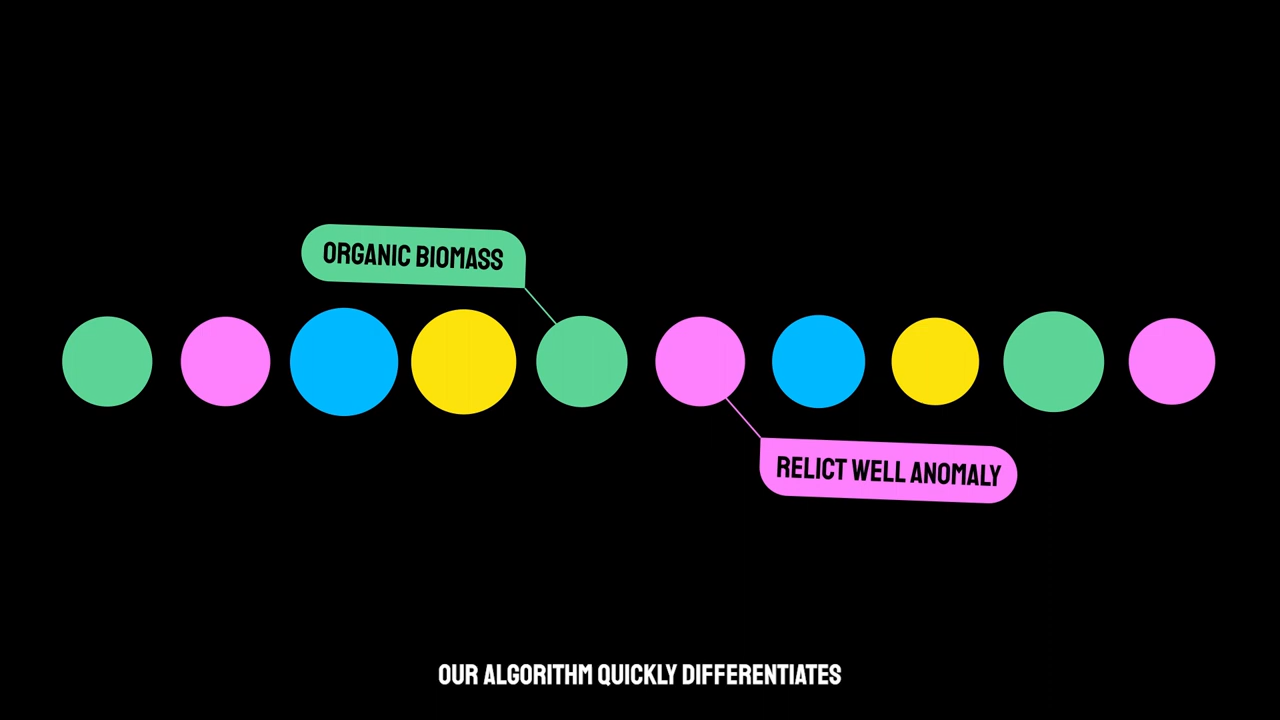 ORGANIC BIOMASS
RELICT WELL ANOMALY
OUR ALGORITHM QUICKLY DIFFERENTIATES